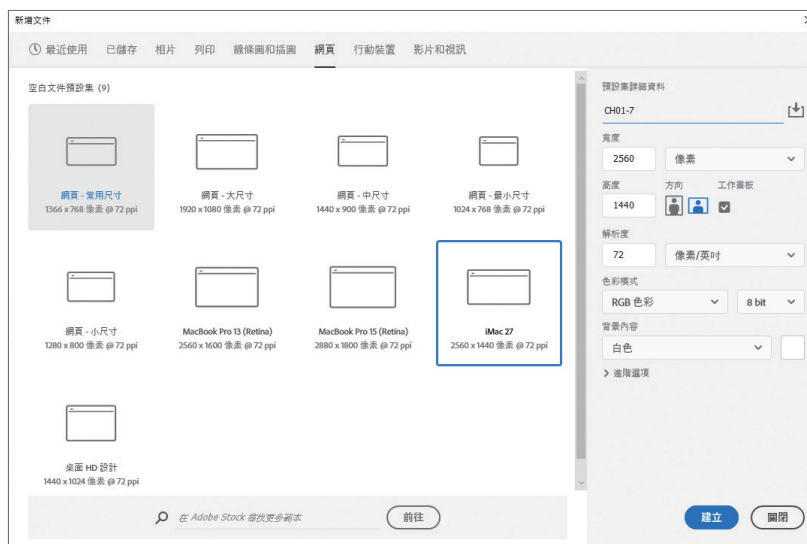 新增文件
最近使用 已儲存 相片 列印 線條圖和插圖 網頁 行動裝置 影片和視訊
空白文件預設集 (9)
網頁 - 常用尺寸
1366 x 768 像素 @ 72 ppi
網頁 - 大尺寸
1920 x 1080 像素 @ 72 ppi
網頁 - 中尺寸
1440 x 900 像素 @ 72 ppi
網頁 - 最小尺寸
1024 x 768 像素 @ 72 ppi
網頁 - 小尺寸
1280 x 800 像素 @ 72 ppi
MacBook Pro 13 (Retina)
2560 x 1600 像素 @ 72 ppi
MacBook Pro 15 (Retina)
2880 x 1800 像素 @ 72 ppi
iMac 27
2560 x 1440 像素 @ 72 ppi
桌面 HD 設計
1440 x 1024 像素 @ 72 ppi
在 Adobe Stock 尋找更多範本
前往
預設集詳細資料
CH01-7
寬度
2560 像素
高度 方向 工作畫板
1440
解析度
72 像素/英吋
色彩模式
RGB 色彩 8 bit
背景內容
白色
進階選項
建立 關閉